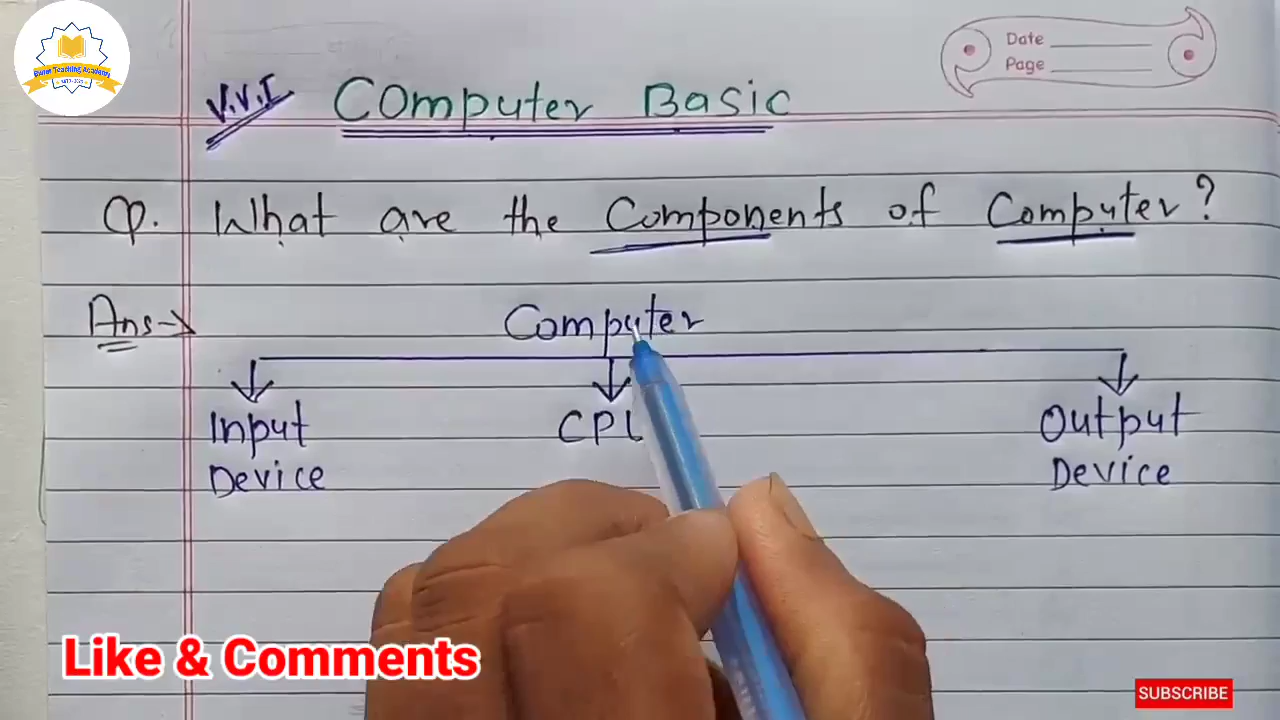 Date
Page
V.V.I Computer Basic
Q. What are the Components of Computer?
Ans→ Computer
Input Device
CPU
Output Device
Like & Comments
SUBSCRIBE